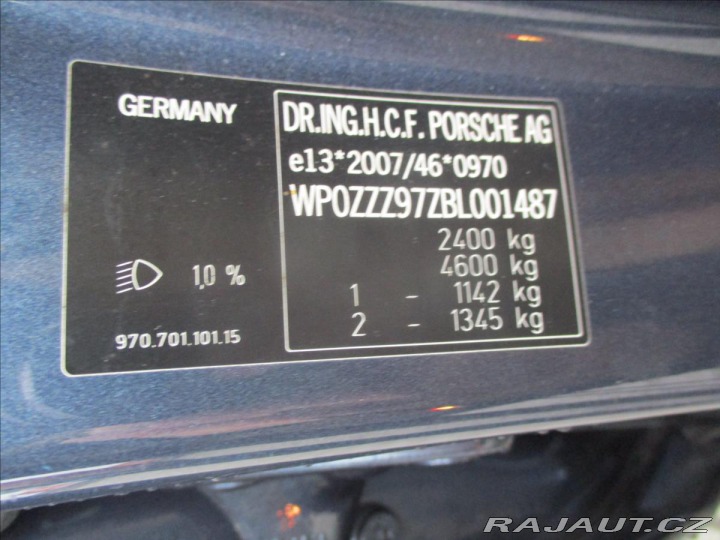 GERMANY
1,0 %
970.701.101.15
DR.ING.H.C.F. PORSCHE AG
e13*2007/46*0970
WP0ZZZ97ZBL001487
2400 kg
4600 kg
1 - 1142 kg
2 - 1345 kg
RAJAUT.CZ